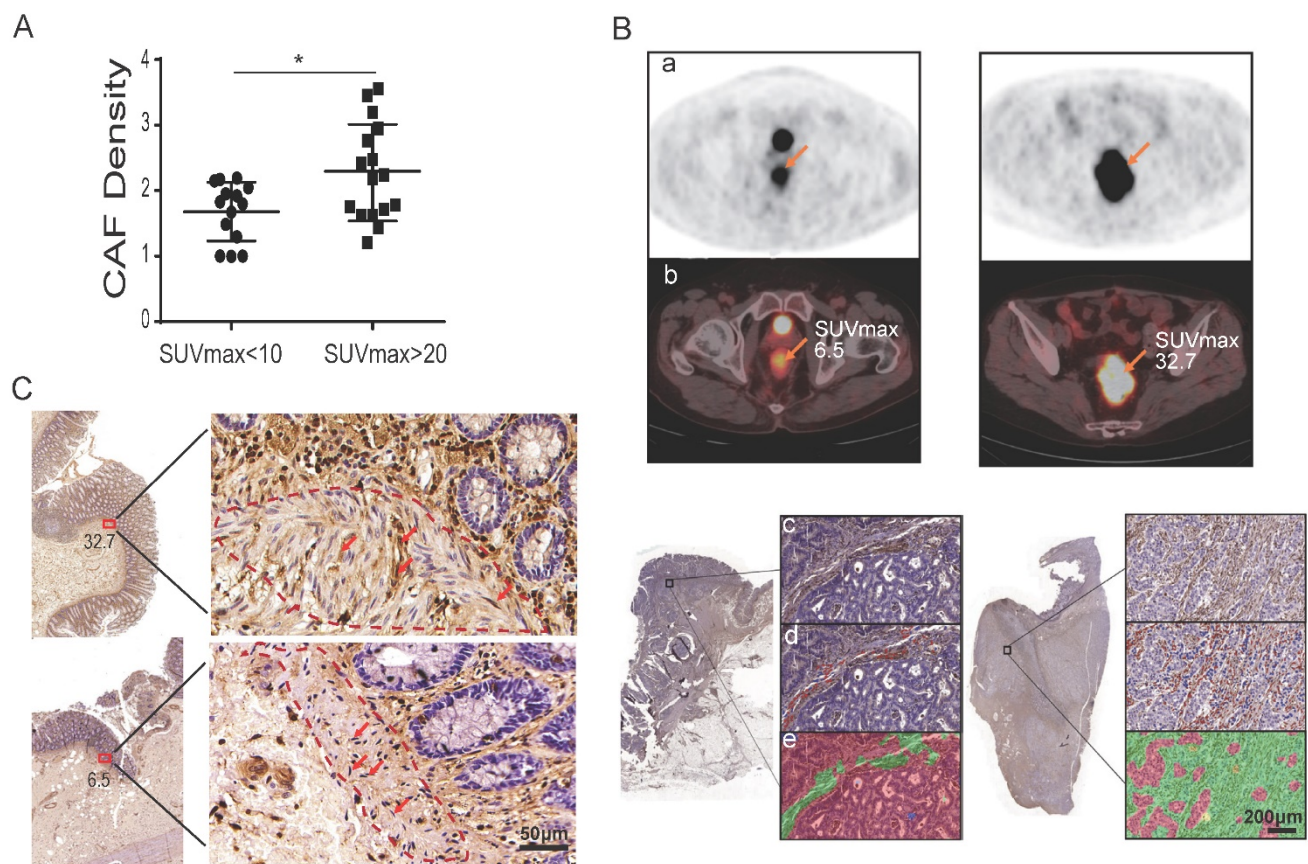 A
CAF Density
4
3
2
1
0
*
SUVmax<10
SUVmax>20
B
a
b
SUVmax
6.5
SUVmax
32.7
C
32.7
6.5
50μm
c
d
e
200μm